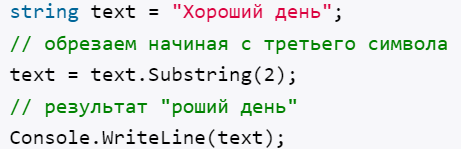 string text = "Хороший день";
// обрезаем начиная с третьего символа
text = text.Substring(2);
// результат "роший день"
Console.WriteLine(text);